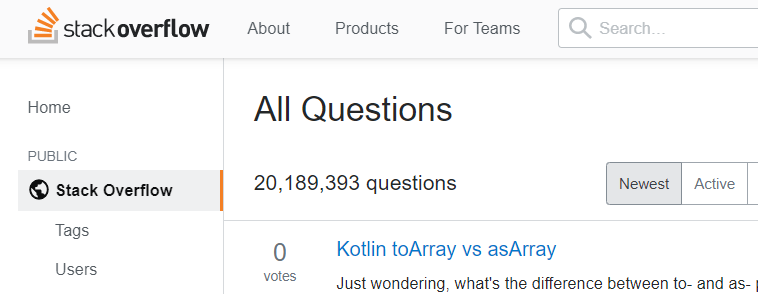 stackoverflow About Products For Teams Search...
Home
All Questions
PUBLIC
Stack Overflow
20,189,393 questions
Newest Active
Tags
Users
0
votes
Kotlin toArray vs asArray
Just wondering, what's the difference between to- and as-